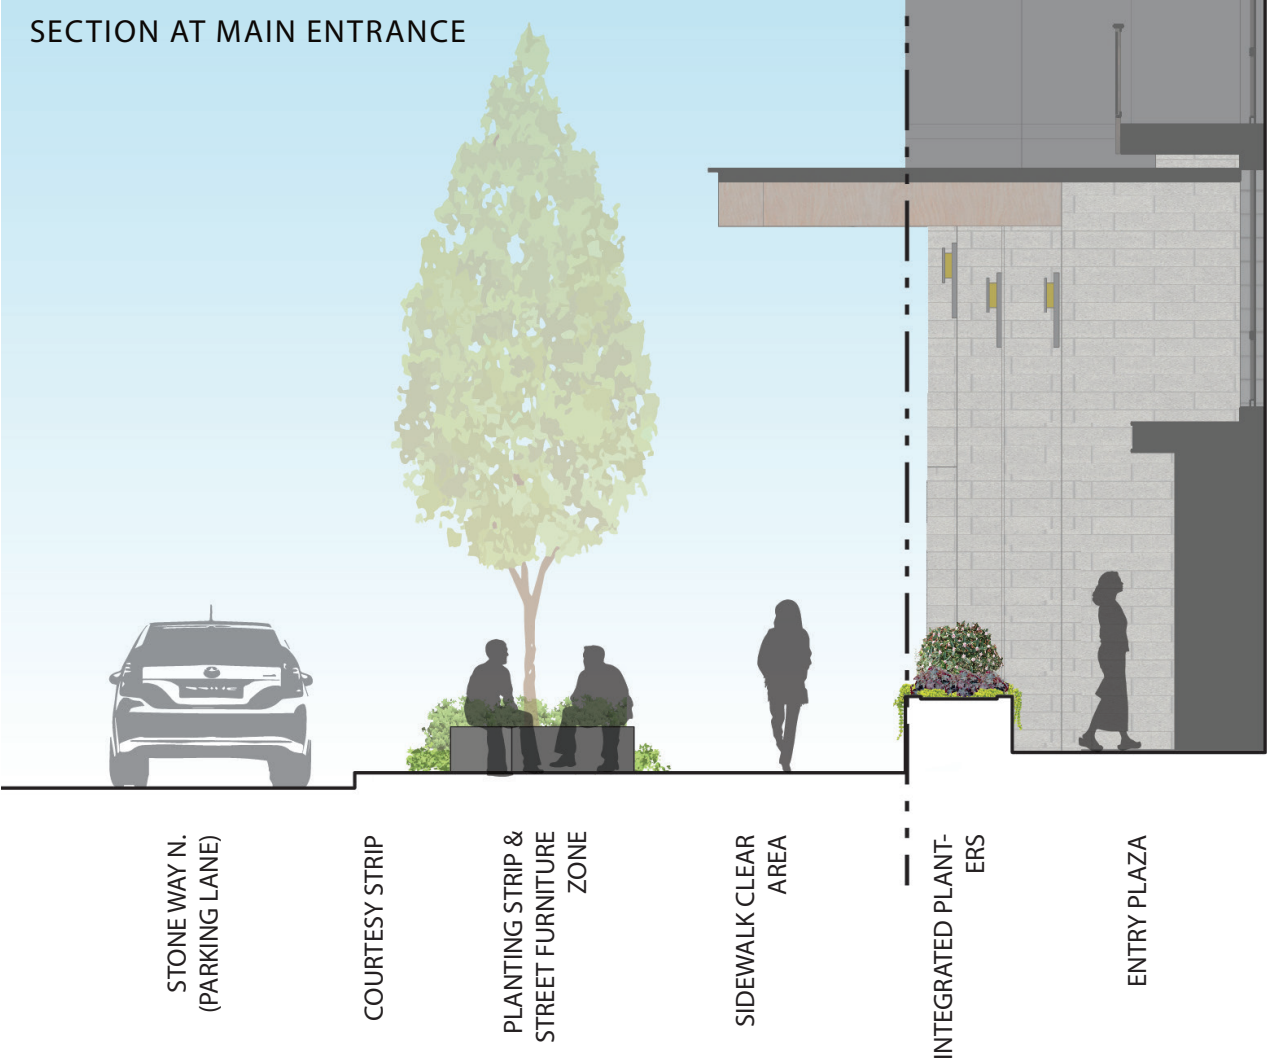 SECTION AT MAIN ENTRANCE
STONE WAY N.
(PARKING LANE)
COURTESY STRIP
PLANTING STRIP &
STREET FURNITURE
ZONE
SIDEWALK CLEAR
AREA
INTEGRATED PLANT-
ERS
ENTRY PLAZA